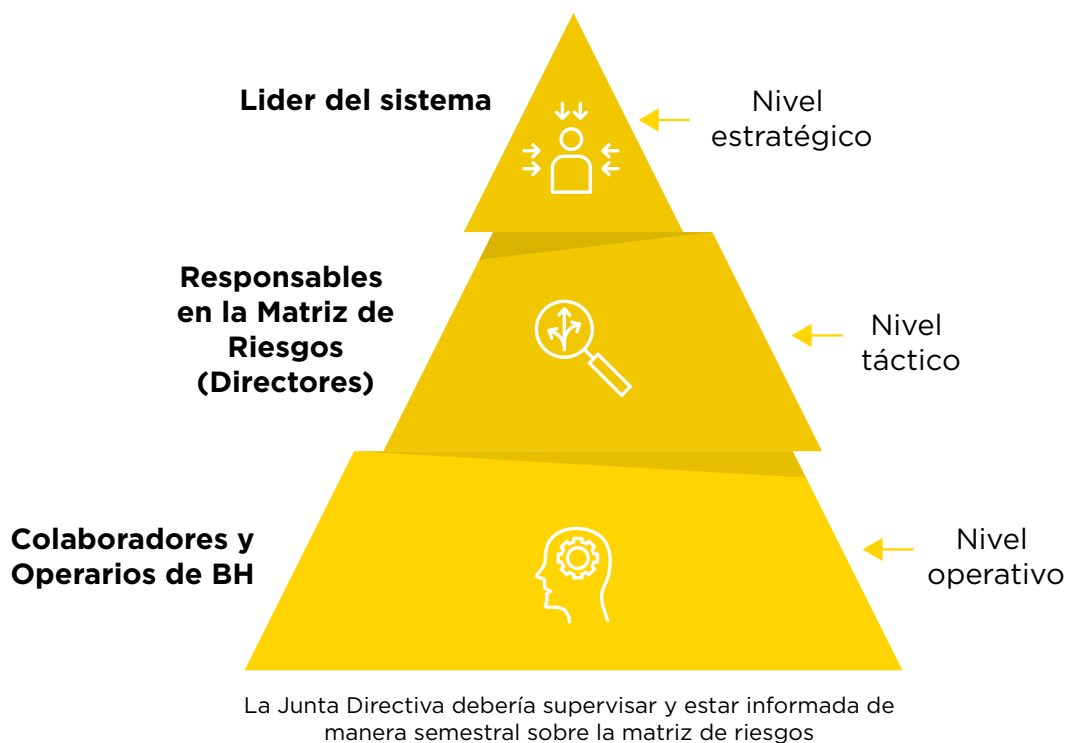 Lider del sistema
Nivel
estratégico
Responsables
en la Matriz de
Riesgos
(Directores)
Nivel
táctico
Colaboradores y
Operarios de BH
Nivel
operativo
La Junta Directiva debería supervisar y estar informada de
manera semestral sobre la matriz de riesgos